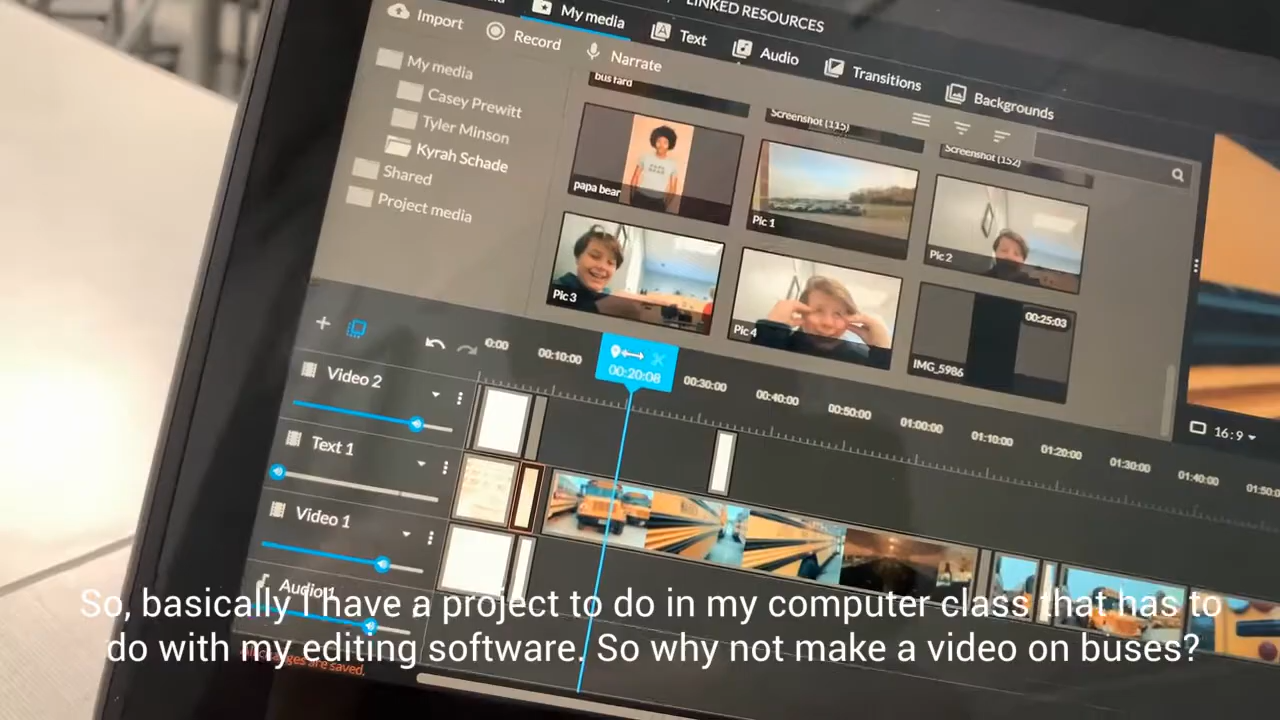 LINKED RESOURCES
My media
Text
Audio
Transitions
Backgrounds
Import
Record
Narrate
My media
Casey Prewitt
Tyler Minson
Kyrah Schade
Shared
Project media
bus fard
Screenshot (115)
Screenshot (152)
papa bear
Pic 1
Pic 2
Pic 3
Pic 4
00:25:03
IMG_5986
16:9
0:00
00:10:00
00:20:08
00:30:00
00:40:00
00:50:00
01:00:00
01:10:00
01:20:00
01:30:00
01:40:00
Video 2
Text 1
Video 1
Audio 1
So, basically I have a project to do in my computer class that has to
do with my editing software. So why not make a video on buses?
are saved.